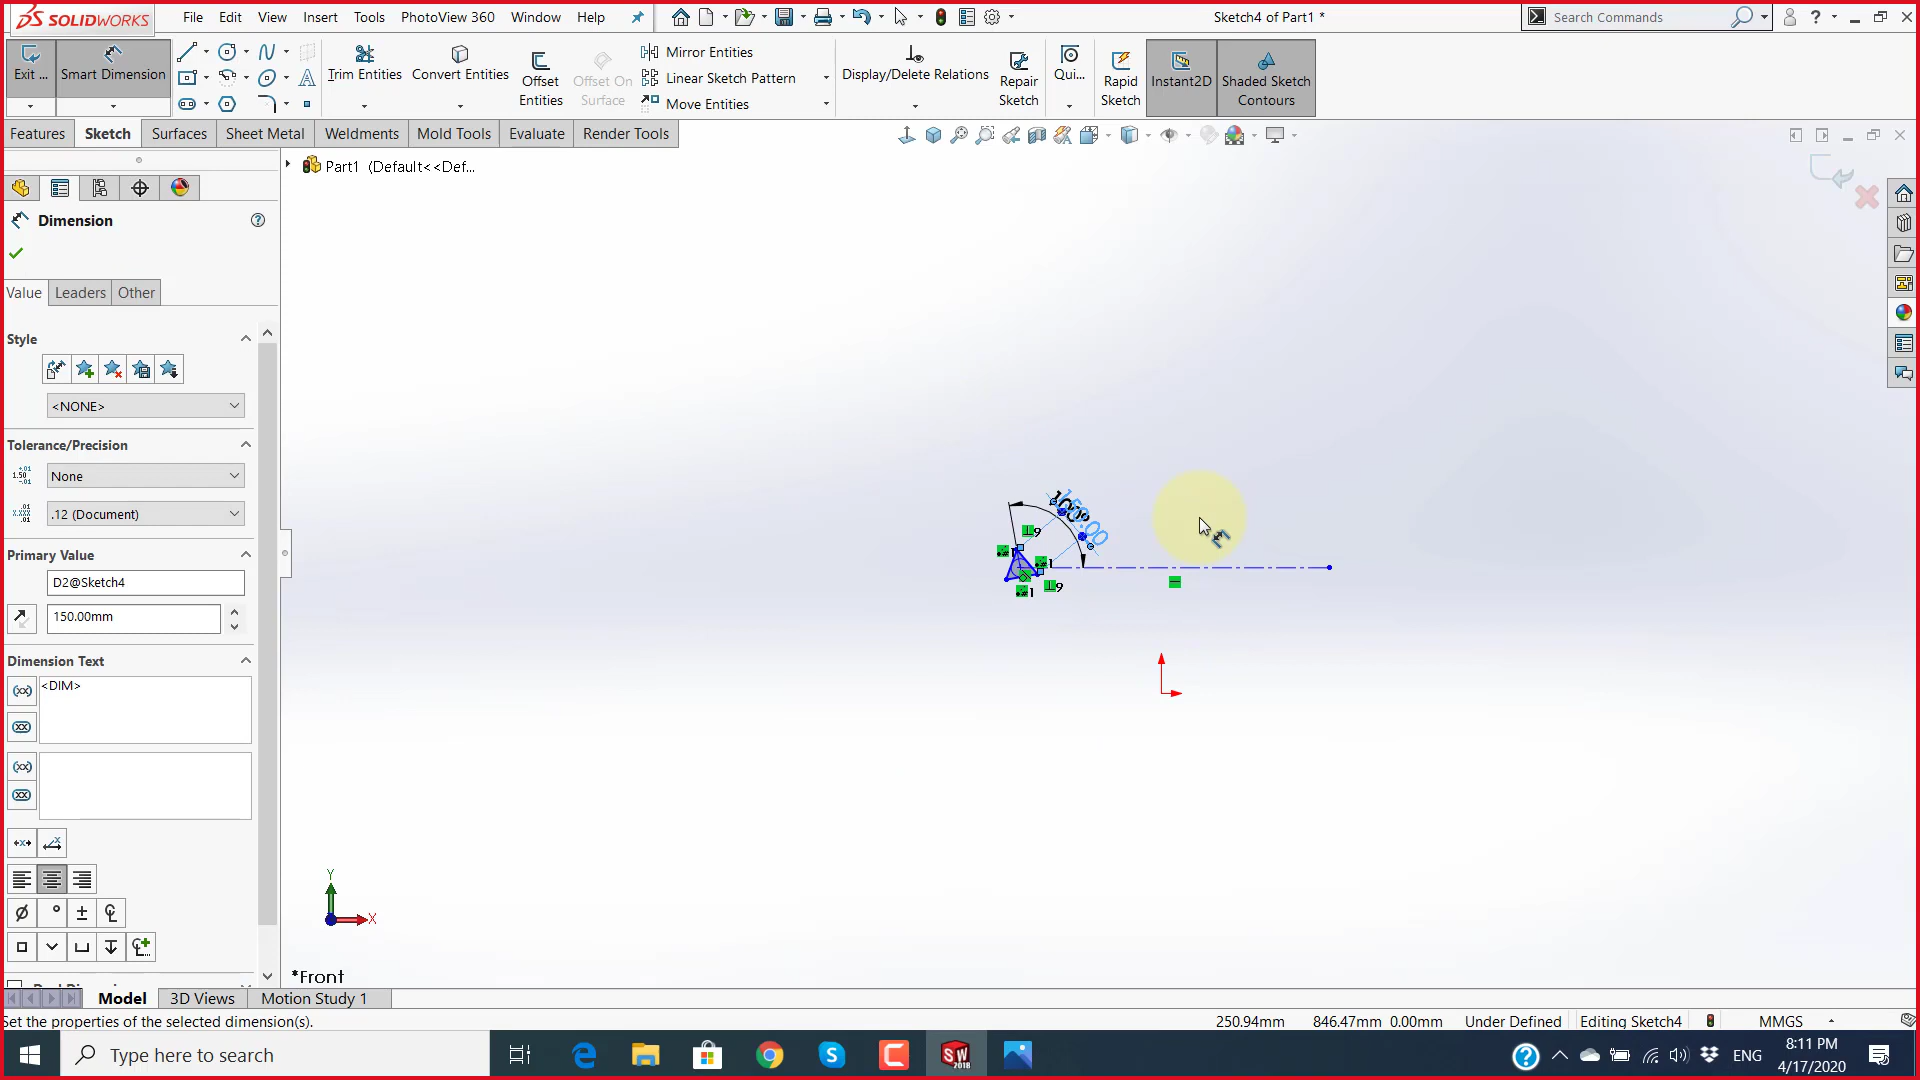 SOLIDWORKS File Edit View Insert Tools PhotoView 360 Window Help Sketch4 of Part1 * Search Commands
Exit ... Smart Dimension Trim Entities Convert Entities Offset Entities Offset On Surface Mirror Entities Linear Sketch Pattern Move Entities Display/Delete Relations Repair Sketch Qui... Rapid Sketch Instant2D Shaded Sketch Contours
Features Sketch Surfaces Sheet Metal Weldments Mold Tools Evaluate Render Tools
Part1 (Default<<Def...
Dimension
Value Leaders Other
Style
<NONE>
Tolerance/Precision
None
.12 (Document)
Primary Value
D2@Sketch4
150.00mm
Dimension Text
<DIM>
9
1
1
9
Y
X
*Front
Model 3D Views Motion Study 1
Set the properties of the selected dimension(s). 250.94mm 846.47mm 0.00mm Under Defined Editing Sketch4 MMGS
Type here to search ENG 8:11 PM
4/17/2020